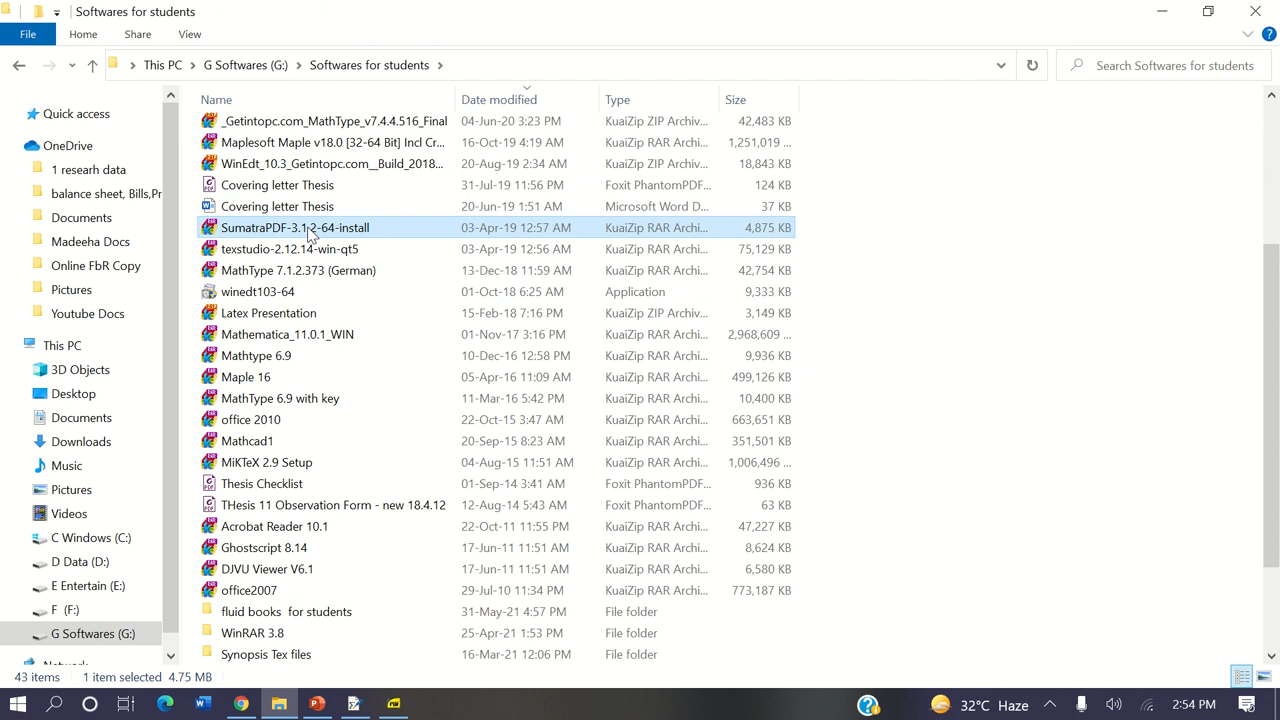 Softwares for students
File Home Share View
This PC G Softwares (G:) Softwares for students Search Softwares for students
Name Date modified Type Size
Quick access
OneDrive
1 researh data
balance sheet, Bills,Pr
Documents
Madeeha Docs
Online FbR Copy
Pictures
Youtube Docs
This PC
3D Objects
Desktop
Documents
Downloads
Music
Pictures
Videos
C Windows (C:)
D Data (D:)
E Entertain (E:)
F (F:)
G Softwares (G:)
_Getintopc.com_MathType_v7.4.4.516_Final 04-Jun-20 3:23 PM KuaiZip ZIP Archiv... 42,483 KB
Maplesoft Maple v18.0 [32-64 Bit] Incl Cr... 16-Oct-19 4:19 AM KuaiZip RAR Archi... 1,251,019 ...
WinEdt_10.3_Getintopc.com__Build_2018... 20-Aug-19 2:34 AM KuaiZip ZIP Archiv... 18,843 KB
Covering letter Thesis 31-Jul-19 11:56 PM Foxit PhantomPDF... 124 KB
Covering letter Thesis 20-Jun-19 1:51 AM Microsoft Word D... 37 KB
SumatraPDF-3.1.2-64-install 03-Apr-19 12:57 AM KuaiZip RAR Archi... 4,875 KB
texstudio-2.12.14-win-qt5 03-Apr-19 12:56 AM KuaiZip RAR Archi... 75,129 KB
MathType 7.1.2.373 (German) 13-Dec-18 11:59 AM KuaiZip RAR Archi... 42,754 KB
winedt103-64 01-Oct-18 6:25 AM Application 9,333 KB
Latex Presentation 15-Feb-18 7:16 PM KuaiZip ZIP Archiv... 3,149 KB
Mathematica_11.0.1_WIN 01-Nov-17 3:16 PM KuaiZip RAR Archi... 2,968,609 ...
Mathtype 6.9 10-Dec-16 12:58 PM KuaiZip RAR Archi... 9,936 KB
Maple 16 05-Apr-16 11:09 AM KuaiZip RAR Archi... 499,126 KB
MathType 6.9 with key 11-Mar-16 5:42 PM KuaiZip RAR Archi... 10,400 KB
office 2010 22-Oct-15 3:47 AM KuaiZip RAR Archi... 663,651 KB
Mathcad1 20-Sep-15 8:23 AM KuaiZip RAR Archi... 351,501 KB
MiKTeX 2.9 Setup 04-Aug-15 11:51 AM KuaiZip RAR Archi... 1,006,496 ...
Thesis Checklist 01-Sep-14 3:41 AM Foxit PhantomPDF... 936 KB
THesis 11 Observation Form - new 18.4.12 12-Aug-14 5:43 AM Foxit PhantomPDF... 63 KB
Acrobat Reader 10.1 22-Oct-11 11:55 PM KuaiZip RAR Archi... 47,227 KB
Ghostscript 8.14 17-Jun-11 11:51 AM KuaiZip RAR Archi... 8,624 KB
DJVU Viewer V6.1 17-Jun-11 11:51 AM KuaiZip RAR Archi... 6,580 KB
office2007 29-Jul-10 11:34 PM KuaiZip RAR Archi... 773,187 KB
fluid books for students 31-May-21 4:57 PM File folder
WinRAR 3.8 25-Apr-21 1:53 PM File folder
Synopsis Tex files 16-Mar-21 12:06 PM File folder
43 items 1 item selected 4.75 MB
32°C Haze 2:54 PM